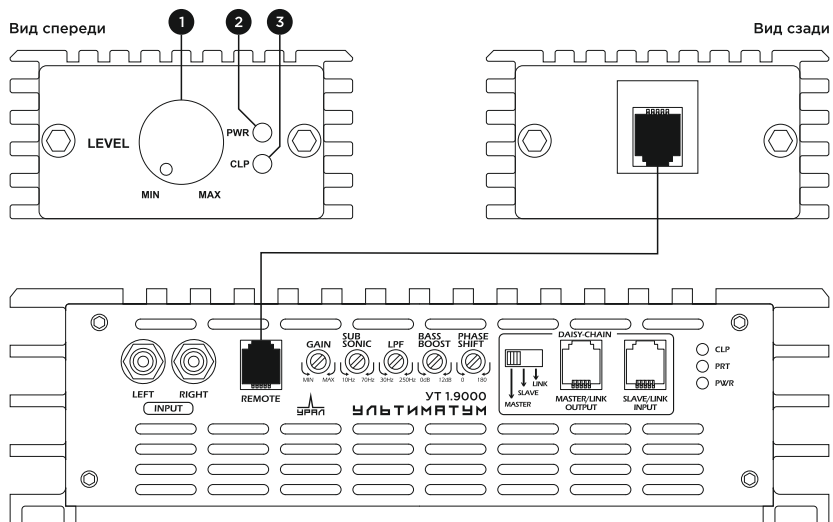 Вид спереди
1
2
3
Вид сзади
LEVEL
PWR
CLP
MIN
MAX
GAIN
SUB SONIC
LPF
BASS BOOST
PHASE SHIFT
MIN
MAX
10Hz
70Hz
30Hz
250Hz
0dB
12dB
0
180
LEFT
RIGHT
INPUT
REMOTE
УРАЛ
УТ 1.9000
УЛЬТИМАТУМ
DAISY-CHAIN
LINK
SLAVE
MASTER
MASTER/LINK
OUTPUT
SLAVE/LINK
INPUT
CLP
PRT
PWR